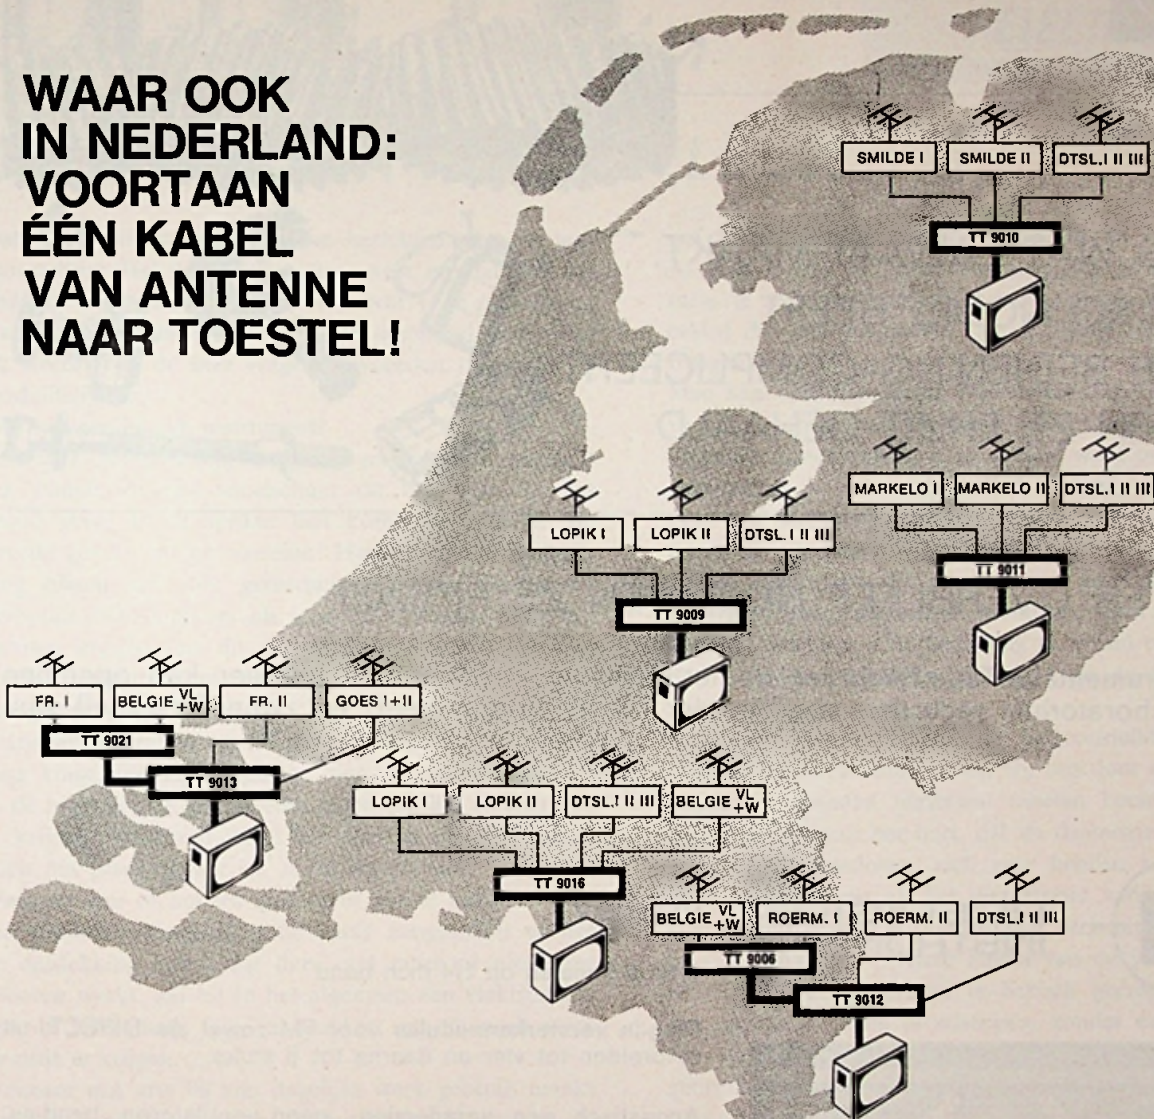 WAAR OOK
IN NEDERLAND:
VOORTAAN
ÉÉN KABEL
VAN ANTENNE
NAAR TOESTEL!
SMILDE I
SMILDE II
DTSL. I II III
TT 9010
MARKELO I
MARKELO II
DTSL. I II III
TT 9011
LOPIK I
LOPIK II
DTSL. I II III
TT 9009
FR. I
BELGIE VL +W
FR. II
GOES I+II
TT 9021
TT 9013
LOPIK I
LOPIK II
DTSL. I II III
BELGIE VL +W
TT 9016
BELGIE VL +W
ROERM. I
ROERM. II
DTSL. I II III
TT 9006
TT 9012